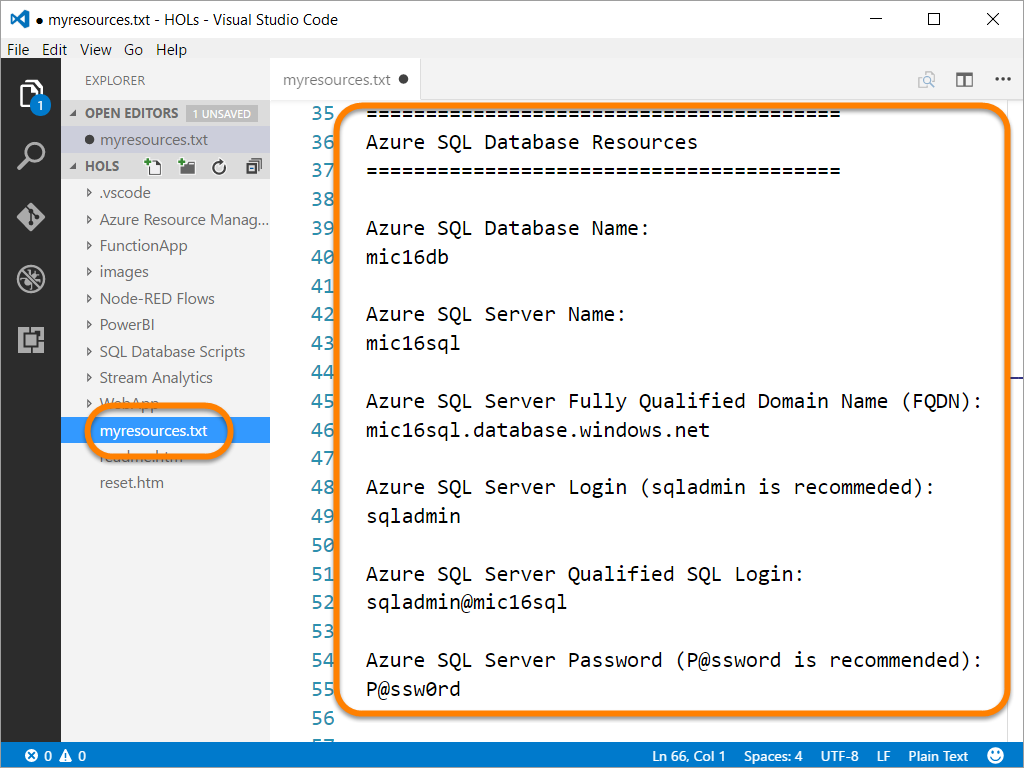 myresources.txt - HOLs - Visual Studio Code
File Edit View Go Help
EXPLORER
myresources.txt
1
OPEN EDITORS 1 UNSAVED
myresources.txt
HOLS
.vscode
Azure Resource Manag...
FunctionApp
images
Node-RED Flows
PowerBI
SQL Database Scripts
Stream Analytics
WebApp
myresources.txt
readme.htm
reset.htm
35 ========================================
36 Azure SQL Database Resources
37 ========================================
38
39 Azure SQL Database Name:
40 mic16db
41
42 Azure SQL Server Name:
43 mic16sql
44
45 Azure SQL Server Fully Qualified Domain Name (FQDN):
46 mic16sql.database.windows.net
47
48 Azure SQL Server Login (sqladmin is recommeded):
49 sqladmin
50
51 Azure SQL Server Qualified SQL Login:
52 sqladmin@mic16sql
53
54 Azure SQL Server Password (P@ssword is recommended):
55 P@ssw0rd
56
57
0 0 Ln 66, Col 1 Spaces: 4 UTF-8 LF Plain Text